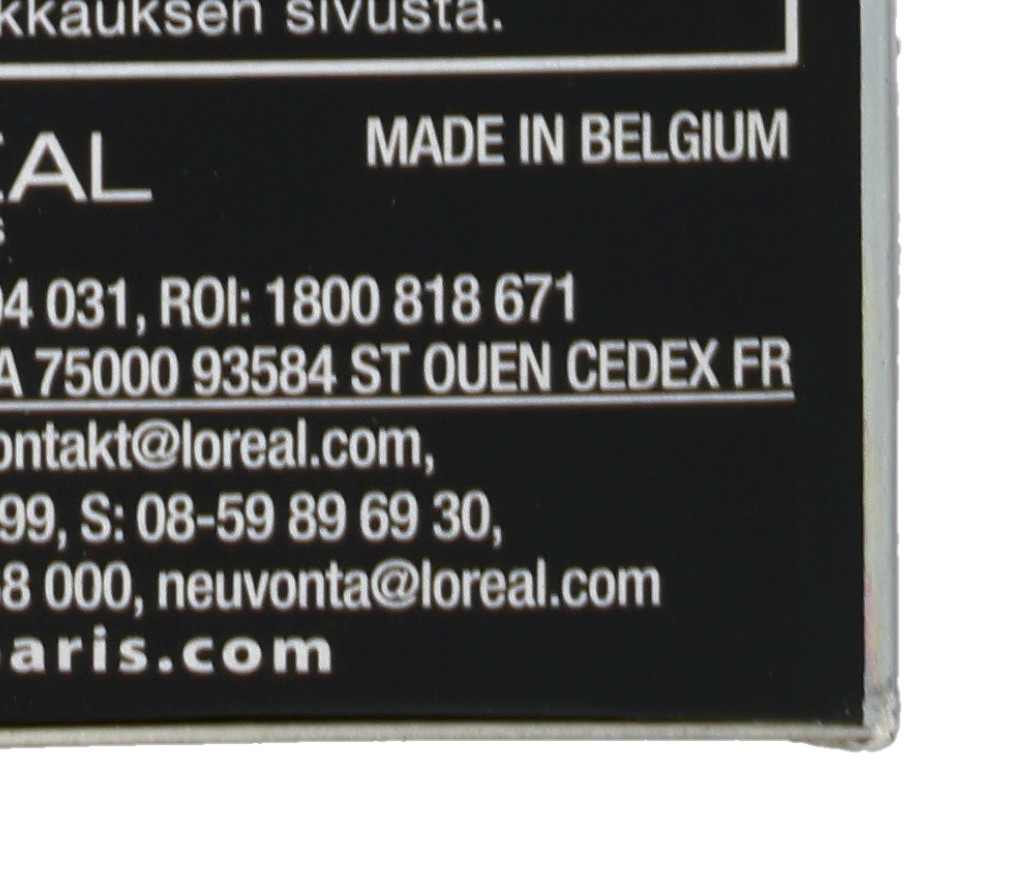 kkauksen sivusta.
MADE IN BELGIUM
EAL
4 031, ROI: 1800 818 671
A 75000 93584 ST OUEN CEDEX FR
ontakt@loreal.com,
99, S: 08-59 89 69 30,
8 000, neuvonta@loreal.com
aris.com